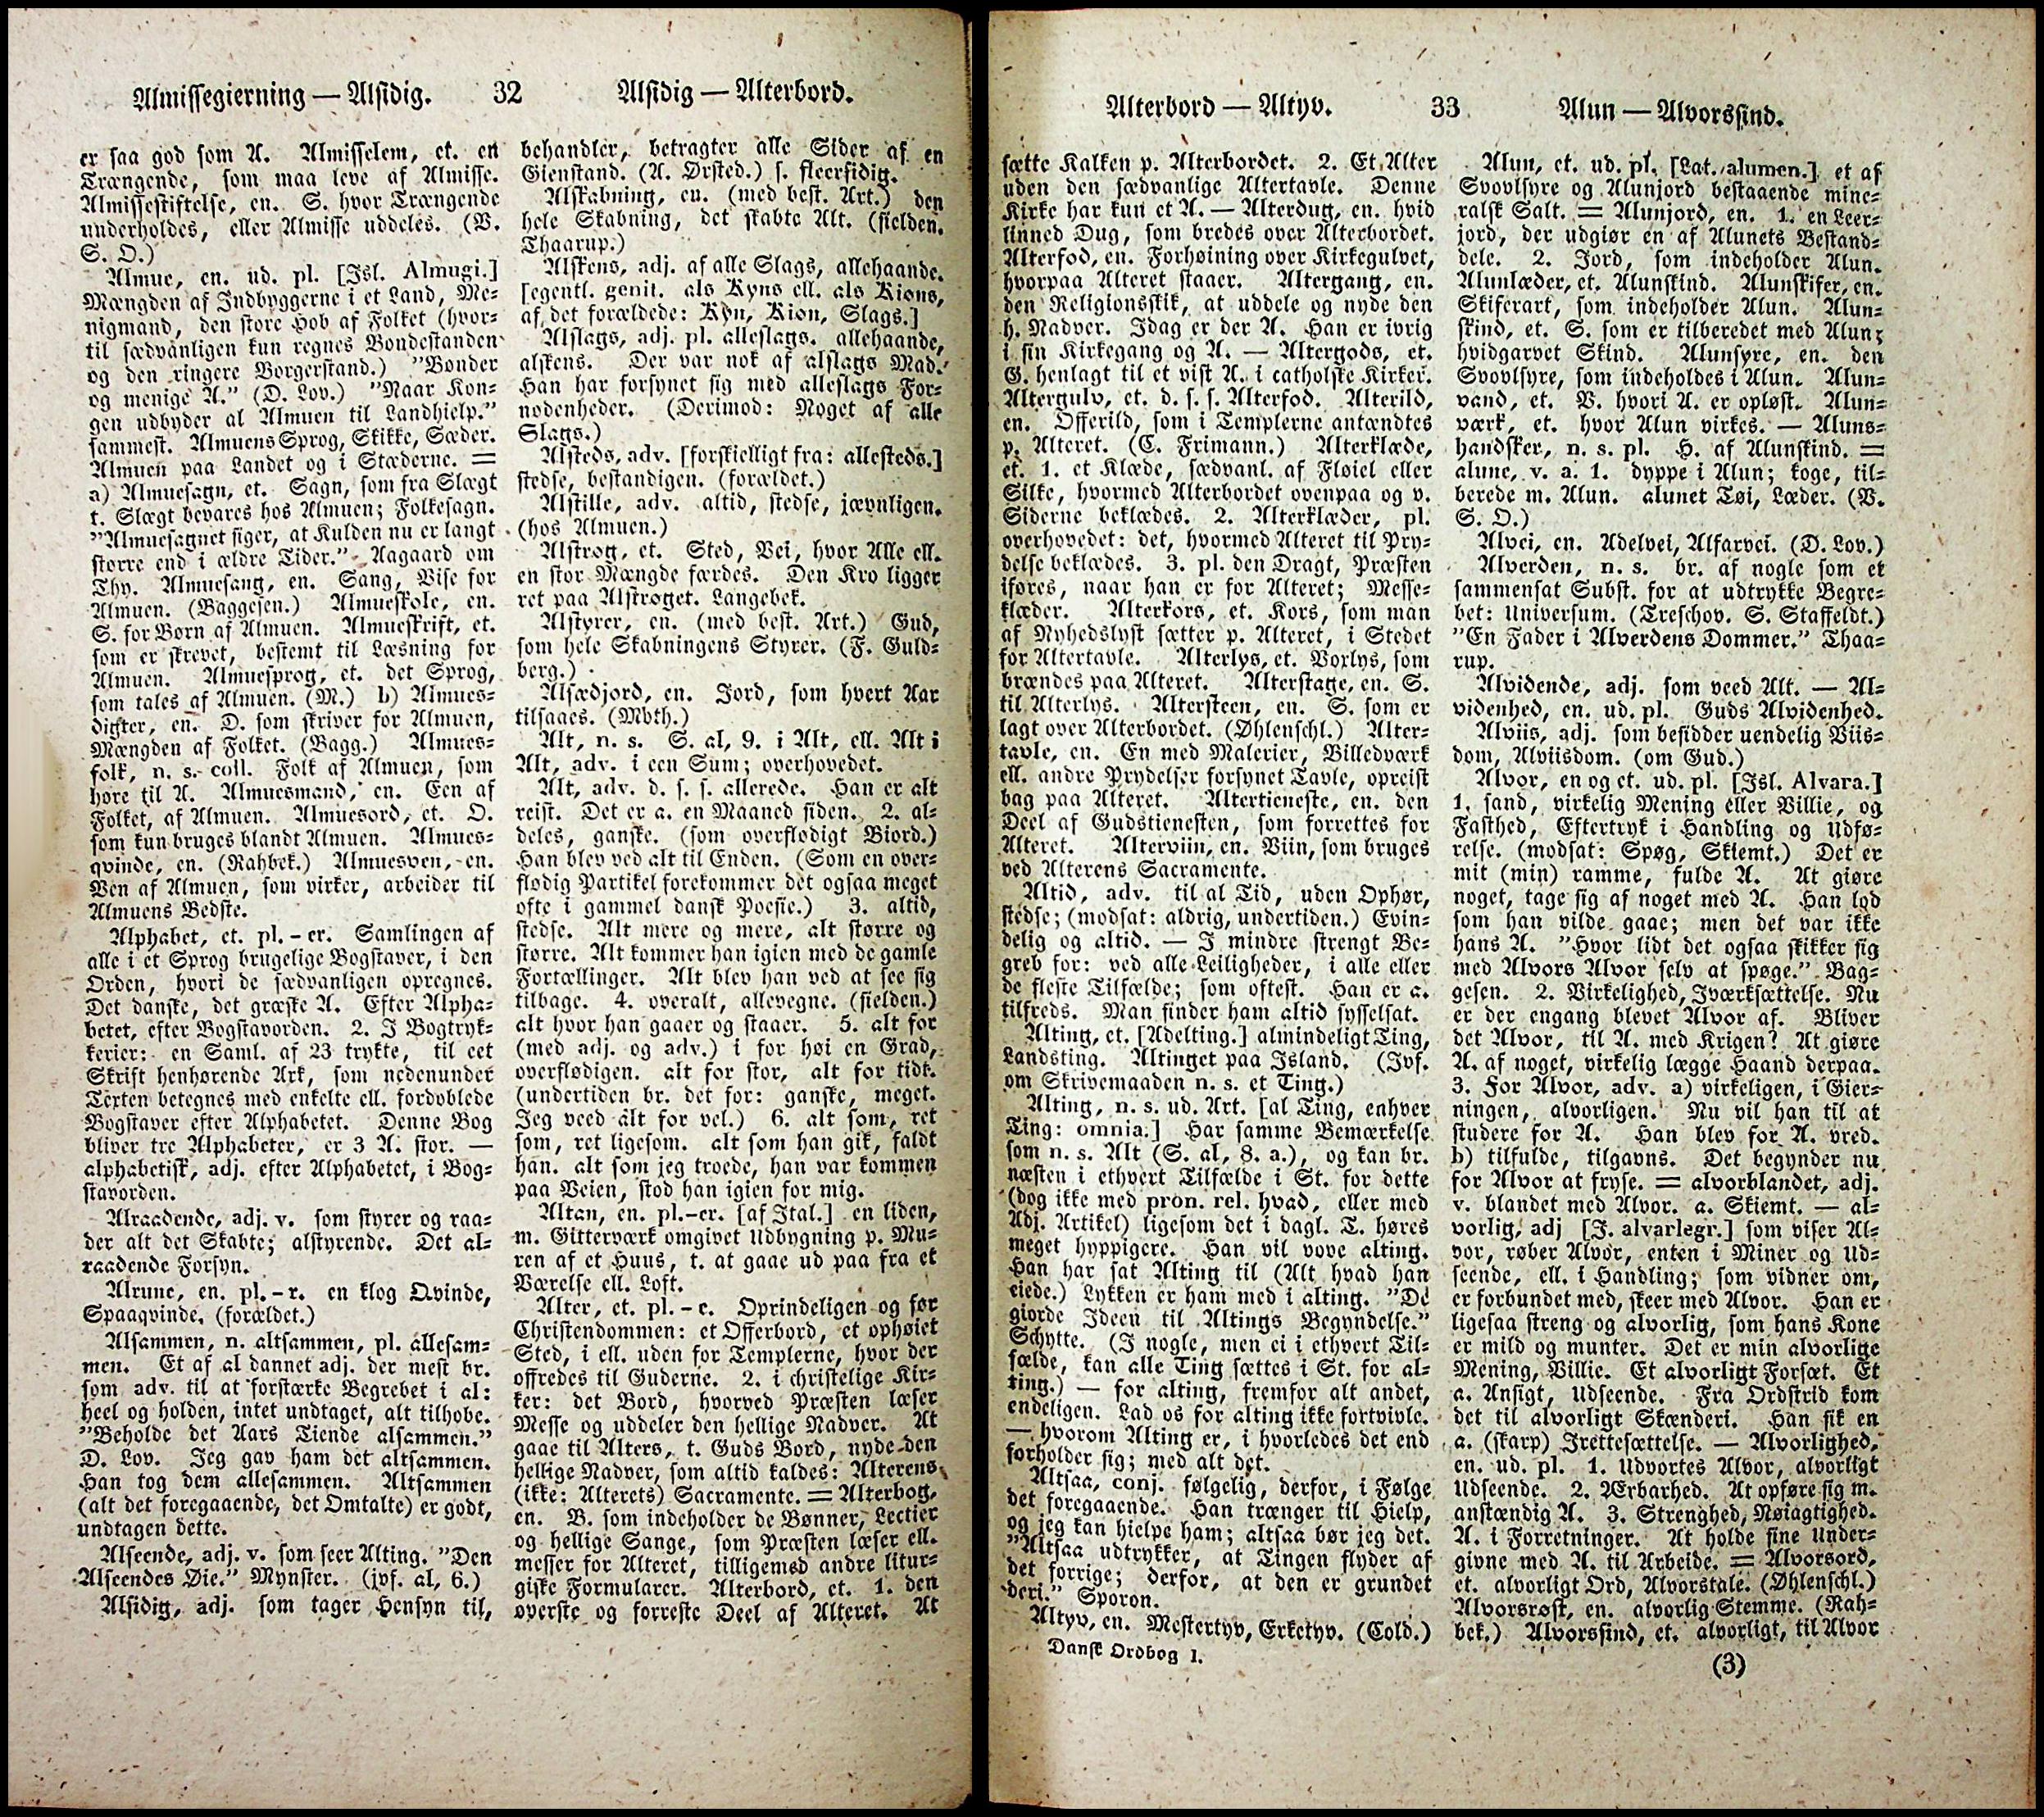 Almissegierning — Alsidig. 32 Alsidig — Alterbord.
er saa god som A. Almisselem, et. en
Trængende, som maa leve af Almisse.
Almissestiftelse, en. S. hvor Trængende
underholdes, eller Almisse uddeles. (V.
S. O.)
Almue, en. ud. pl. [Isl. Almugi.]
Mængden af Indbyggerne i et Land, Me-
nigmand, den store Hob af Folket (hvor-
til sædvanligen kun regnes Bondestanden
og den ringere Borgerstand.) "Bønder
og menige A." (D. Lov.) "Naar Kon-
gen udbyder al Almuen til Landhielp."
sammest. Almuens Sprog, Skikke, Sæder.
Almuen paa Landet og i Stæderne. =
a) Almuesagn, et. Sagn, som fra Slægt
t. Slægt bevares hos Almuen; Folkesagn.
"Almuesagnet siger, at Kulden nu er langt
større end i ældre Tider." Aagaard om
Thy. Almuesang, en. Sang, Vise for
Almuen. (Baggesen.) Almueskole, en.
S. for Børn af Almuen. Almueskrift, et.
som er skrevet, bestemt til Læsning for
Almuen. Almuesprog, et. det Sprog,
som tales af Almuen. (M.) b) Almues-
digter, en. D. som skriver for Almuen,
Mængden af Folket. (Bagg.) Almues-
folk, n. s. coll. Folk af Almuen, som
høre til A. Almuesmand, en. Een af
Folket, af Almuen. Almuesord, et. O.
som kun bruges blandt Almuen. Almues-
qvinde, en. (Rahbek.) Almuesven, en.
Ven af Almuen, som virker, arbeider til
Almuens Bedste.
Alphabet, et. pl. -er. Samlingen af
alle i et Sprog brugelige Bogstaver, i den
Orden, hvori de sædvanligen opregnes.
Det danske, det græske A. Efter Alpha-
betet, efter Bogstavorden. 2. I Bogtryk-
kerier: en Saml. af 23 trykte, til eet
Skrift henhørende Ark, som nedenunder
Texten betegnes med enkelte ell. fordoblede
Bogstaver efter Alphabetet. Denne Bog
bliver tre Alphabeter, er 3 A. stor. —
alphabetisk, adj. efter Alphabetet, i Bog-
stavorden.
Alraadende, adj. v. som styrer og raa-
der alt det Skabte; alstyrende. Det al-
raadende Forsyn.
Alrune, en. pl. -r. en klog Qvinde,
Spaaqvinde. (forældet.)
Alsammen, n. altsammen, pl. allesam-
men. Et af al dannet adj. der mest br.
som adv. til at forstærke Begrebet i al:
heel og holden, intet undtaget, alt tilhobe.
"Beholde det Aars Tiende alsammen."
D. Lov. Jeg gav ham det altsammen.
Han tog dem allesammen. Altsammen
(alt det foregaaende, det Omtalte) er godt,
undtagen dette.
Alseende, adj. v. som seer Alting. "Den
Alseendes Øie." Mynster. (jvf. al, 6.)
Alsidig, adj. som tager Hensyn til,
behandler, betragter alle Sider af en
Gienstand. (A. Ørsted.) s. fleersidig.
Alskabning, en. (med best. Art.) den
hele Skabning, det skabte Alt. (sielden.
Thaarup.)
Alskens, adj. af alle Slags, allehaande.
[egentl. genit. als Kyns ell. als Kions,
af det forældede: Kyn, Kion, Slags.]
Alslags, adj. pl. alleslags. allehaande,
alskens. Der var nok af alslags Mad.
Han har forsynet sig med alleslags For-
nødenheder. (Derimod: Noget af alle
Slags.)
Alsteds, adv. [forskielligt fra: allesteds.]
stedse, bestandigen. (forældet.)
Alstille, adv. altid, stedse, jævnligen.
(hos Almuen.)
Alstrøg, et. Sted, Vei, hvor Alle ell.
en stor Mængde færdes. Den Kro ligger
ret paa Alstrøget. Langebek.
Alstyrer, en. (med best. Art.) Gud,
som hele Skabningens Styrer. (F. Guld-
berg.)
Alsædjord, en. Jord, som hvert Aar
tilsaaes. (Mbth.)
Alt, n. s. S. al, 9. i Alt, ell. Alt i
Alt, adv. i een Sum; overhovedet.
Alt, adv. d. s. s. allerede. Han er alt
reist. Det er a. en Maaned siden. 2. al-
deles, ganske. (som overflødigt Biord.)
Han blev ved alt til Enden. (Som en over-
flødig Partikel forekommer det ogsaa meget
ofte i gammel dansk Poesie.) 3. altid,
stedse. Alt mere og mere, alt større og
større. Alt kommer han igien med de gamle
Fortællinger. Alt blev han ved at see sig
tilbage. 4. overalt, allevegne. (sielden.)
alt hvor han gaaer og staaer. 5. alt for
(med adj. og adv.) i for høi en Grad,
overflødigen. alt for stor, alt for tidt.
(undertiden br. det for: ganske, meget.
Jeg veed alt for vel.) 6. alt som, ret
som, ret ligesom. alt som han gik, faldt
han. alt som jeg troede, han var kommen
paa Veien, stod han igien for mig.
Altan, en. pl.-er. [af Ital.] en liden,
m. Gitterværk omgivet Udbygning p. Mu-
ren af et Huus, t. at gaae ud paa fra et
Værelse ell. Loft.
Alter, et. pl. -e. Oprindeligen og før
Christendommen: et Offerbord, et ophøiet
Sted, i ell. uden for Templerne, hvor der
offredes til Guderne. 2. i christelige Kir-
ker: det Bord, hvorved Præsten læser
Messe og uddeler den hellige Nadver. At
gaae til Alters, t. Guds Bord, nyde den
hellige Nadver, som altid kaldes: Alterens
(ikke: Alterets) Sacramente. = Alterbog,
en. B. som indeholder de Bønner, Lectier
og hellige Sange, som Præsten læser ell.
messer for Alteret, tilligemed andre litur-
giske Formularer. Alterbord, et. 1. den
øperste og forreste Deel af Alteret. At
Alterbord — Altyv. 33 Alun — Alvorssind.
sætte Kalken p. Alterbordet. 2. Et Alter
uden den sædvanlige Altertavle. Denne
Kirke har kun et A. — Alterdug, en. hvid
linned Dug, som bredes over Alterbordet.
Alterfod, en. Forhøining over Kirkegulvet,
hvorpaa Alteret staaer. Altergang, en.
den Religionsskik, at uddele og nyde den
h. Nadver. Idag er der A. Han er ivrig
i sin Kirkegang og A. — Altergods, et.
G. henlagt til et vist A. i catholske Kirker.
Altergulv, et. d. s. s. Alterfod. Alterild,
en. Offerild, som i Templerne antændtes
p. Alteret. (C. Frimann.) Alterklæde,
et. 1. et Klæde, sædvanl. af Fløiel eller
Silke, hvormed Alterbordet ovenpaa og v.
Siderne beklædes. 2. Alterklæder, pl.
overhovedet: det, hvormed Alteret til Pry-
delse beklædes. 3. pl. den Dragt, Præsten
iføres, naar han er for Alteret; Messe-
klæder. Alterkors, et. Kors, som man
af Nyhedslyst sætter p. Alteret, i Stedet
for Altertavle. Alterlys, et. Voxlys, som
brændes paa Alteret. Alterstage, en. S.
til Alterlys. Altersteen, en. S. som er
lagt over Alterbordet. (Øhlenschl.) Alter-
tavle, en. En med Malerier, Billedværk
ell. andre Prydelser forsynet Tavle, opreist
bag paa Alteret. Altertieneste, en. den
Deel af Gudstienesten, som forrettes for
Alteret. Alterviin, en. Viin, som bruges
ved Alterens Sacramente.
Altid, adv. til al Tid, uden Ophør,
stedse; (modsat: aldrig, undertiden.) Evin-
delig og altid. — I mindre strengt Be-
greb for: ved alle Leiligheder, i alle eller
de fleste Tilfælde; som oftest. Han er a.
tilfreds. Man finder ham altid sysselsat.
Alting, et. [Adelting.] almindeligt Ting,
Landsting. Altinget paa Island. (Jvf.
om Skrivemaaden n. s. et Ting.)
Alting, n. s. ud. Art. [al Ting, enhver
Ting: omnia.] Har samme Bemærkelse
som n. s. Alt (S. al, 8. a.), og kan br.
næsten i ethvert Tilfælde i St. for dette
(dog ikke med pron. rel. hvad, eller med
Adj. Artikel) ligesom det i dagl. T. høres
meget hyppigere. Han vil vove alting.
Han har sat Alting til (Alt hvad han
eiede.) Lykken er ham med i alting. "De
giorde Ideen til Altings Begyndelse."
Schytte. (I nogle, men ei i ethvert Til-
fælde, kan alle Ting sættes i St. for al-
ting.) — for alting, fremfor alt andet,
endeligen. Lad os for alting ikke fortvivle.
— hvorom Alting er, i hvorledes det end
forholder sig; med alt det.
Altsaa, conj. følgelig, derfor, i Følge
det foregaaende. Han trænger til Hielp,
og jeg kan hielpe ham; altsaa bør jeg det.
"Altsaa udtrykker, at Tingen flyder af
det forrige; derfor, at den er grundet
deri." Sporon.
Altyv, en. Mestertyv, Erketyv. (Cold.)
Dansk Ordbog I.
Alun, et. ud. pl. [Lat. alumen.] et af
Svovlsyre og Alunjord bestaaende mine-
ralsk Salt. = Alunjord, en. 1. en Leer-
jord, der udgiør en af Alunets Bestand-
dele. 2. Jord, som indeholder Alun.
Alunlæder, et. Alunskind. Alunskifer, en.
Skiferart, som indeholder Alun. Alun-
skind, et. S. som er tilberedet med Alun;
hvidgarvet Skind. Alunsyre, en. den
Svovlsyre, som indeholdes i Alun. Alun-
vand, et. V. hvori A. er opløst. Alun-
værk, et. hvor Alun virkes. — Aluns-
handsker, n. s. pl. H. af Alunskind. =
alune, v. a. 1. dyppe i Alun; koge, til-
berede m. Alun. alunet Tøi, Læder. (V.
S. O.)
Alvei, en. Adelvei, Alfarvei. (D. Lov.)
Alverden, n. s. br. af nogle som et
sammensat Subst. for at udtrykke Begre-
bet: Universum. (Treschov. S. Staffeldt.)
"En Fader i Alverdens Dommer." Thaa-
rup.
Alvidende, adj. som veed Alt. — Al-
videnhed, en. ud. pl. Guds Alvidenhed.
Alviis, adj. som besidder uendelig Viis-
dom, Alviisdom. (om Gud.)
Alvor, en og et. ud. pl. [Isl. Alvara.]
1. sand, virkelig Mening eller Villie, og
Fasthed, Eftertryk i Handling og Udfø-
relse. (modsat: Spøg, Skiemt.) Det er
mit (min) ramme, fulde A. At giøre
noget, tage sig af noget med A. Han lod
som han vilde gaae; men det var ikke
hans A. "Hvor lidt det ogsaa skikker sig
med Alvors Alvor selv at spøge." Bag-
gesen. 2. Virkelighed, Iværksættelse. Nu
er der engang blevet Alvor af. Bliver
det Alvor, til A. med Krigen? At giøre
A. af noget, virkelig lægge Haand derpaa.
3. For Alvor, adv. a) virkeligen, i Gier-
ningen, alvorligen. Nu vil han til at
studere for A. Han blev for A. vred.
b) tilfulde, tilgavns. Det begynder nu
for Alvor at fryse. = alvorblandet, adj.
v. blandet med Alvor. a. Skiemt. — al-
vorlig, adj [I. alvarlegr.] som viser Al-
vor, røber Alvor, enten i Miner og Ud-
seende, ell. i Handling; som vidner om,
er forbundet med, skeer med Alvor. Han er
ligesaa streng og alvorlig, som hans Kone
er mild og munter. Det er min alvorlige
Mening, Villie. Et alvorligt Forsæt. Et
a. Ansigt, Udseende. Fra Ordstrid kom
det til alvorligt Skænderi. Han fik en
a. (skarp) Irettesættelse. — Alvorlighed,
en. ud. pl. 1. Udvortes Alvor, alvorligt
Udseende. 2. Ærbarhed. At opføre sig m.
anstændig A. 3. Strenghed, Nøiagtighed.
A. i Forretninger. At holde sine Under-
givne med A. til Arbeide. = Alvorsord,
et. alvorligt Ord, Alvorstale. (Øhlenschl.)
Alvorsrøst, en. alvorlig Stemme. (Rah-
bek.) Alvorssind, et. alvorligt, til Alvor
(3)